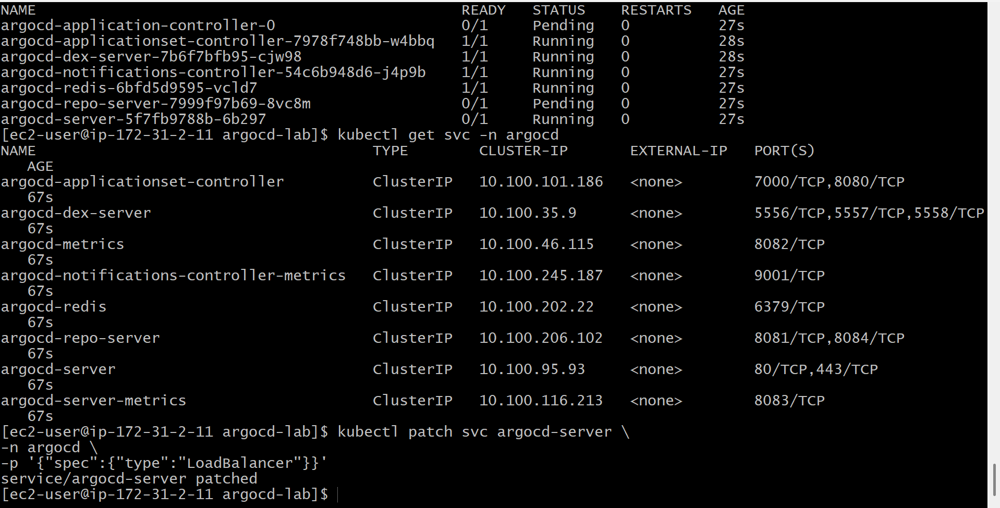 NAME                                                READY   STATUS    RESTARTS   AGE
argocd-application-controller-0                     0/1     Pending   0          27s
argocd-applicationset-controller-7978f748bb-w4bbq   1/1     Running   0          28s
argocd-dex-server-7b6f7bfb95-cjw98                  1/1     Running   0          28s
argocd-notifications-controller-54c6b948d6-j4p9b    1/1     Running   0          27s
argocd-redis-6bfd5d9595-vcld7                       1/1     Running   0          27s
argocd-repo-server-7999f97b69-8vc8m                 0/1     Pending   0          27s
argocd-server-5f7fb9788b-6b297                      0/1     Running   0          27s
[ec2-user@ip-172-31-2-11 argocd-lab]$ kubectl get svc -n argocd
NAME                                      TYPE        CLUSTER-IP       EXTERNAL-IP   PORT(S)
   AGE
argocd-applicationset-controller          ClusterIP   10.100.101.186   <none>        7000/TCP,8080/TCP
   67s
argocd-dex-server                         ClusterIP   10.100.35.9      <none>        5556/TCP,5557/TCP,5558/TCP
   67s
argocd-metrics                            ClusterIP   10.100.46.115    <none>        8082/TCP
   67s
argocd-notifications-controller-metrics   ClusterIP   10.100.245.187   <none>        9001/TCP
   67s
argocd-redis                              ClusterIP   10.100.202.22    <none>        6379/TCP
   67s
argocd-repo-server                        ClusterIP   10.100.206.102   <none>        8081/TCP,8084/TCP
   67s
argocd-server                             ClusterIP   10.100.95.93     <none>        80/TCP,443/TCP
   67s
argocd-server-metrics                     ClusterIP   10.100.116.213   <none>        8083/TCP
   67s
[ec2-user@ip-172-31-2-11 argocd-lab]$ kubectl patch svc argocd-server \
-n argocd \
-p '{"spec":{"type":"LoadBalancer"}}'
service/argocd-server patched
[ec2-user@ip-172-31-2-11 argocd-lab]$